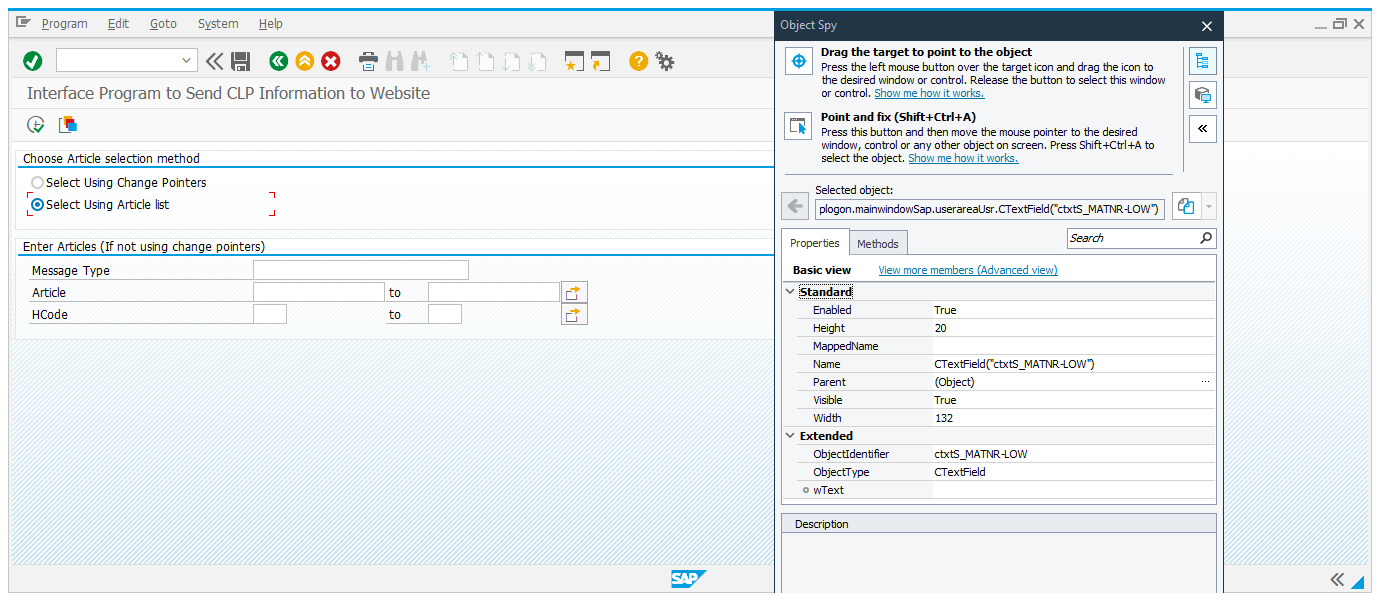 Program Edit Goto System Help
Interface Program to Send CLP Information to Website
Choose Article selection method
Select Using Change Pointers
Select Using Article list
Enter Articles (If not using change pointers)
Message Type
Article to
HCode to
SAP
Object Spy
Drag the target to point to the object
Press the left mouse button over the target icon and drag the icon to
the desired window or control. Release the button to select this window
or control. Show me how it works.
Point and fix (Shift+Ctrl+A)
Press this button and then move the mouse pointer to the desired
window, control or any other object on screen. Press Shift+Ctrl+A to
select the object. Show me how it works.
Selected object:
plogon.mainwindowSap.userareaUsr.CTextField("ctxtS_MATNR-LOW")
Properties Methods Search
Basic view View more members (Advanced view)
Standard
Enabled True
Height 20
MappedName
Name CTextField("ctxtS_MATNR-LOW")
Parent (Object) ...
Visible True
Width 132
Extended
ObjectIdentifier ctxtS_MATNR-LOW
ObjectType CTextField
wText
Description